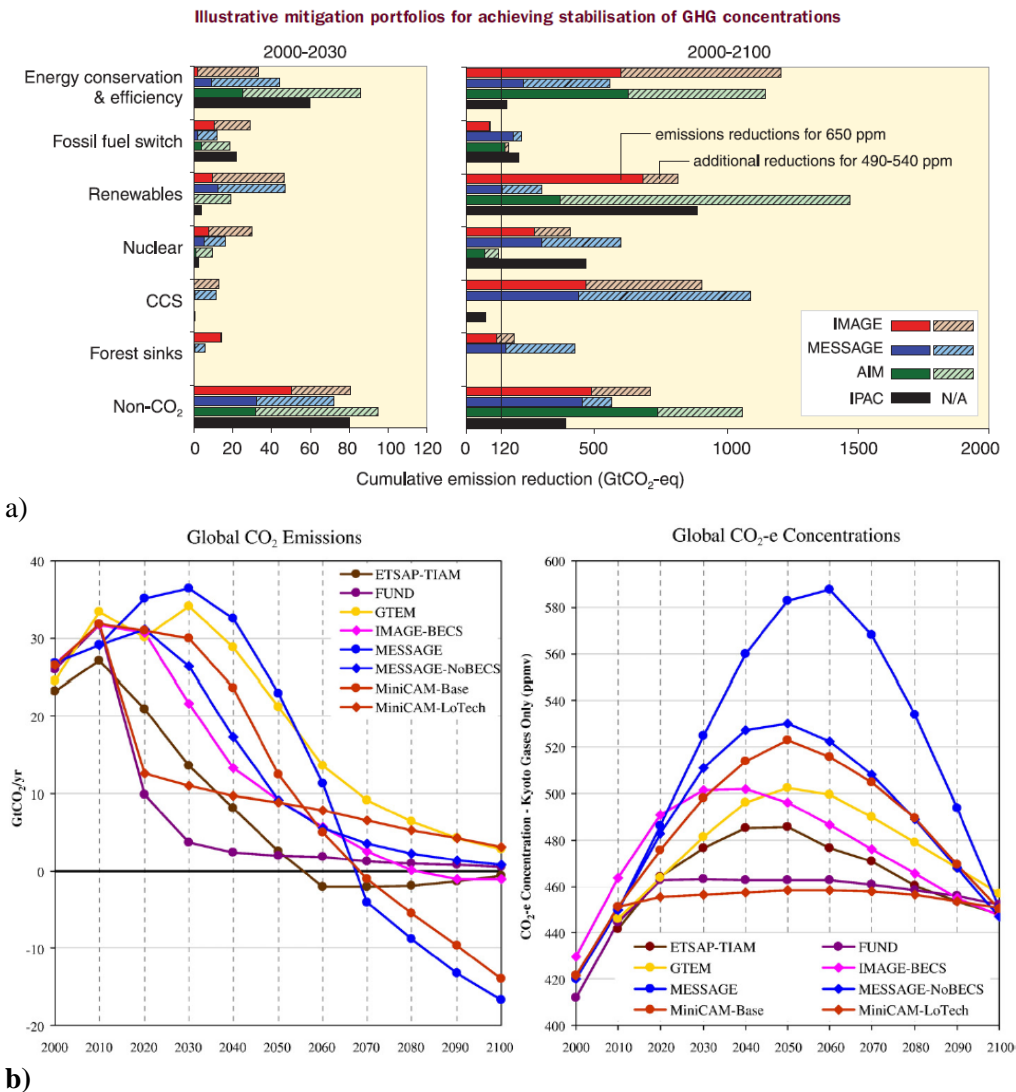 Illustrative mitigation portfolios for achieving stabilisation of GHG concentrations
2000-2030
2000-2100
Energy conservation
& efficiency
Fossil fuel switch
Renewables
Nuclear
CCS
Forest sinks
Non-CO₂
emissions reductions for 650 ppm
additional reductions for 490-540 ppm
IMAGE
MESSAGE
AIM
IPAC N/A
0 20 40 60 80 100 120
0 120 500 1000 1500 2000
Cumulative emission reduction (GtCO₂-eq)
a)
Global CO₂ Emissions
GtCO₂/yr
40
30
20
10
0
-10
-20
ETSAP-TIAM
FUND
GTEM
IMAGE-BECS
MESSAGE
MESSAGE-NoBECS
MiniCAM-Base
MiniCAM-LoTech
2000 2010 2020 2030 2040 2050 2060 2070 2080 2090 2100
Global CO₂-e Concentrations
CO₂-e Concentration - Kyoto Gases Only (ppmv)
600
580
560
540
520
500
480
460
440
420
400
ETSAP-TIAM FUND
GTEM IMAGE-BECS
MESSAGE MESSAGE-NoBECS
MiniCAM-Base MiniCAM-LoTech
2000 2010 2020 2030 2040 2050 2060 2070 2080 2090 2100
b)